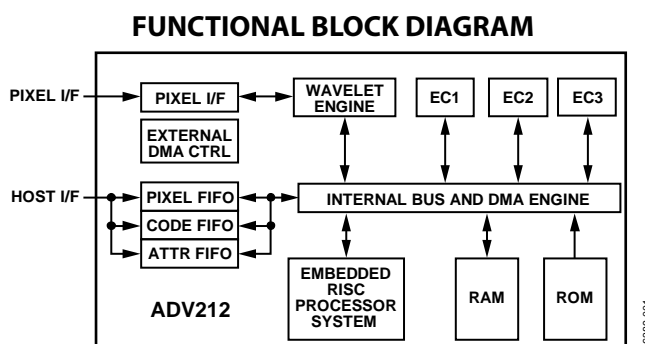 FUNCTIONAL BLOCK DIAGRAM
PIXEL I/F
PIXEL I/F
WAVELET
ENGINE
EC1
EC2
EC3
EXTERNAL
DMA CTRL
HOST I/F
PIXEL FIFO
INTERNAL BUS AND DMA ENGINE
CODE FIFO
ATTR FIFO
ADV212
EMBEDDED
RISC
PROCESSOR
SYSTEM
RAM
ROM